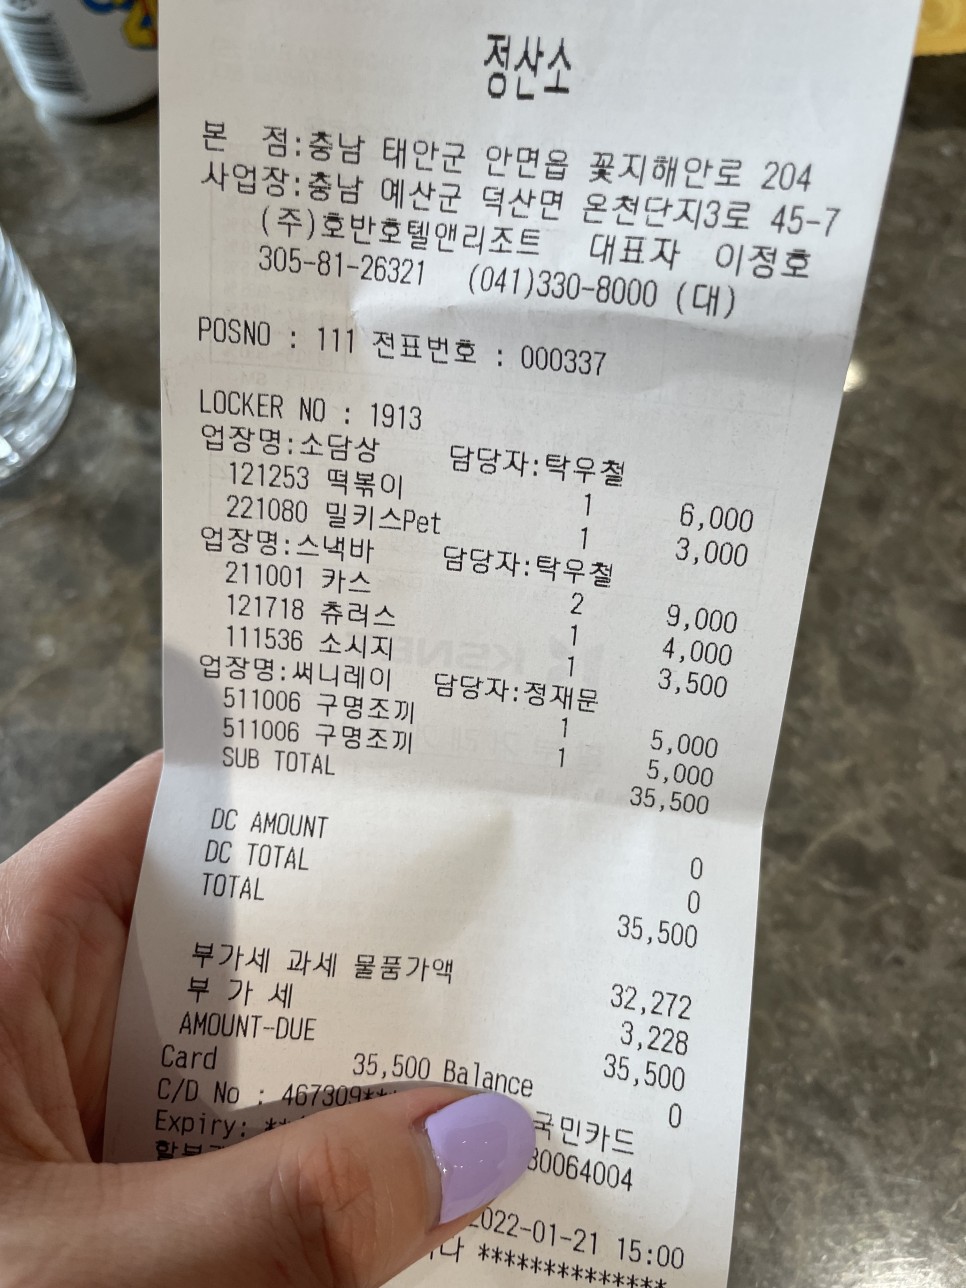 정산소
본 점:충남 태안군 안면읍 꽃지해안로 204
사업장:충남 예산군 덕산면 온천단지3로 45-7
(주)호반호텔앤리조트 대표자 이정호
305-81-26321 (041)330-8000 (대)
POSNO : 111 전표번호 : 000337
LOCKER NO : 1913
업장명:소담상 담당자:탁우철
121253 떡볶이 1 6,000
221080 밀키스Pet 1 3,000
업장명:스낵바 담당자:탁우철
211001 카스 2 9,000
121718 츄러스 1 4,000
111536 소시지 1 3,500
업장명:써니레이 담당자:정재문
511006 구명조끼 1 5,000
511006 구명조끼 1 5,000
SUB TOTAL 35,500
DC AMOUNT 0
DC TOTAL 0
TOTAL 35,500
부가세 과세 물품가액 32,272
부 가 세 3,228
AMOUNT-DUE 35,500
Card 35,500 Balance 0
C/D No : 467309** 국민카드
Expiry: ** 80064004
2022-01-21 15:00
**************